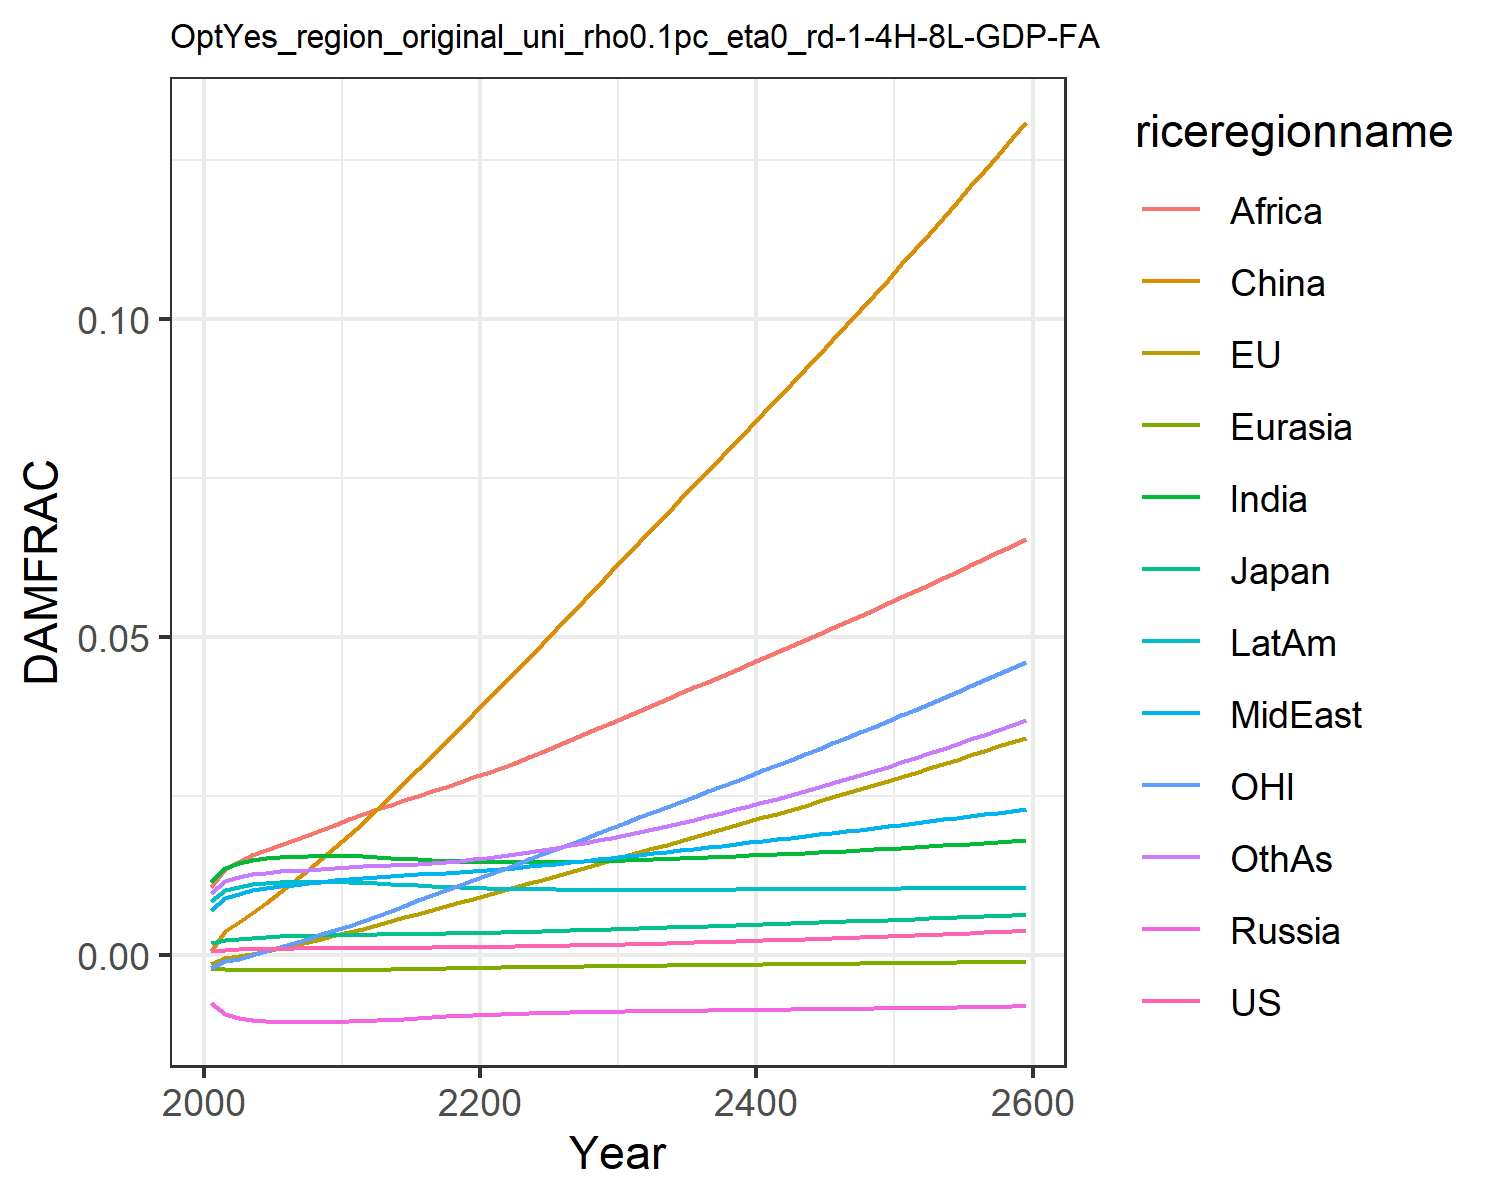 OptYes_region_original_uni_rho0.1pc_eta0_rd-1-4H-8L-GDP-FA
DAMFRAC
0.10
0.05
0.00
2000 2200 2400 2600
Year
riceregionname
Africa
China
EU
Eurasia
India
Japan
LatAm
MidEast
OHI
OthAs
Russia
US